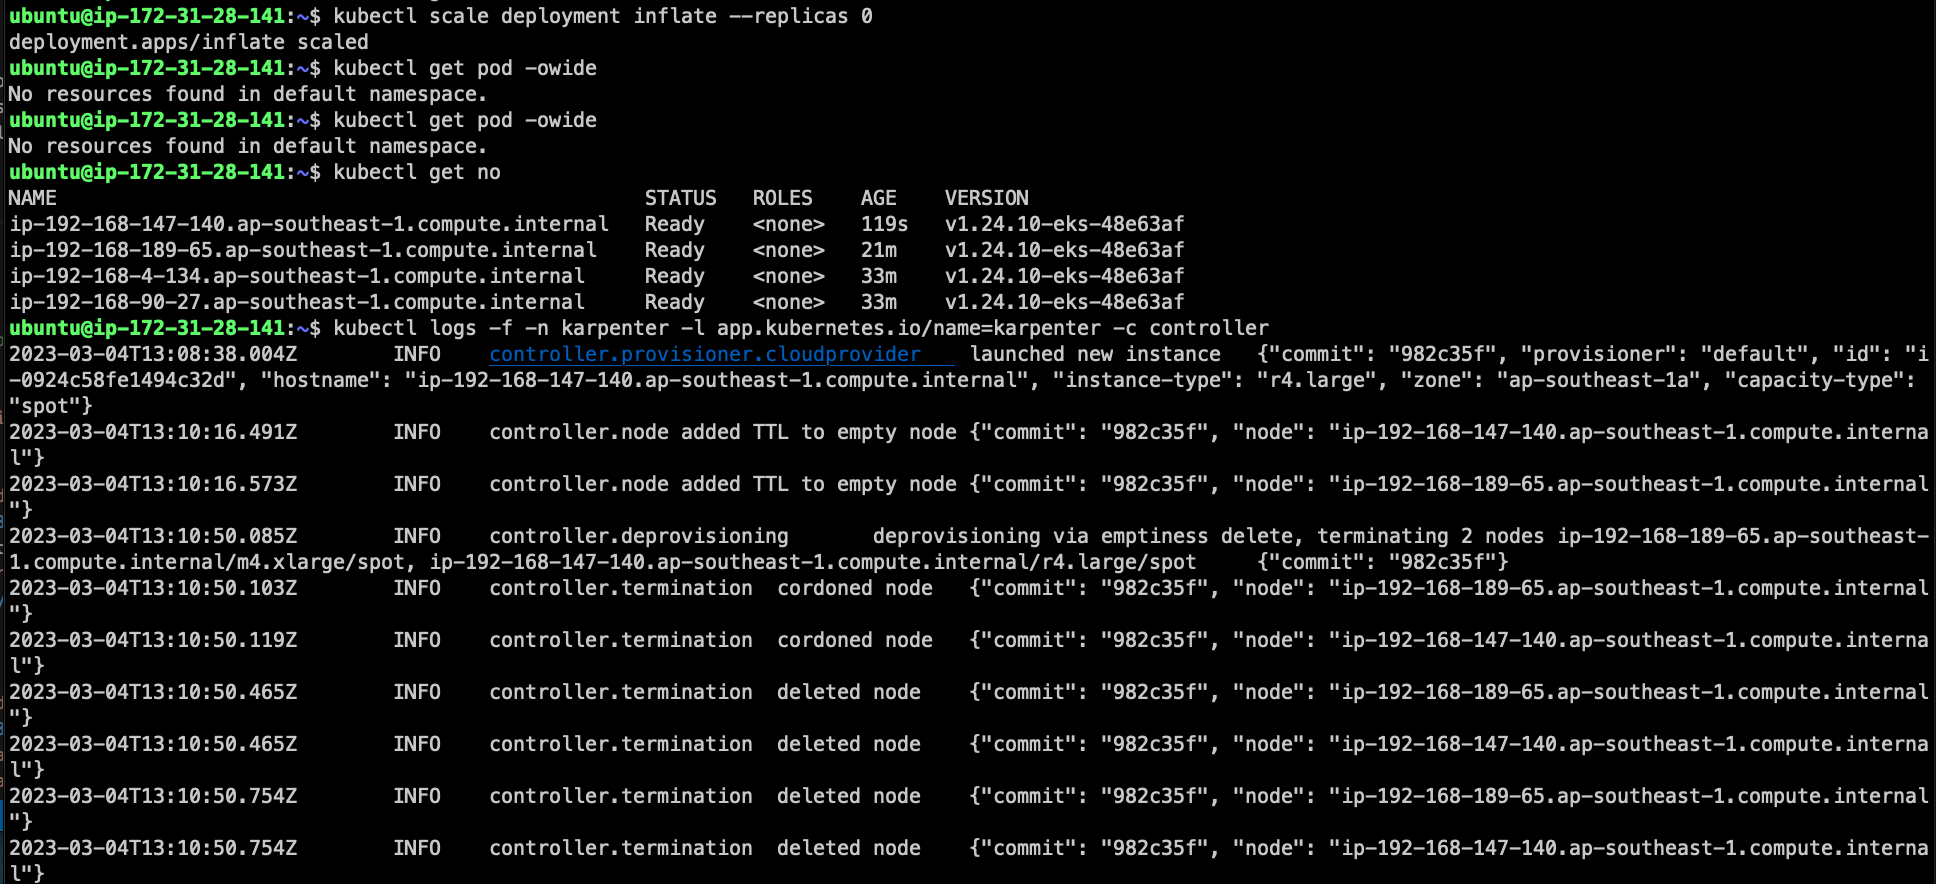 ubuntu@ip-172-31-28-141:~$ kubectl scale deployment inflate --replicas 0
deployment.apps/inflate scaled
ubuntu@ip-172-31-28-141:~$ kubectl get pod -owide
No resources found in default namespace.
ubuntu@ip-172-31-28-141:~$ kubectl get pod -owide
No resources found in default namespace.
ubuntu@ip-172-31-28-141:~$ kubectl get no
NAME STATUS ROLES AGE VERSION
ip-192-168-147-140.ap-southeast-1.compute.internal Ready <none> 119s v1.24.10-eks-48e63af
ip-192-168-189-65.ap-southeast-1.compute.internal Ready <none> 21m v1.24.10-eks-48e63af
ip-192-168-4-134.ap-southeast-1.compute.internal Ready <none> 33m v1.24.10-eks-48e63af
ip-192-168-90-27.ap-southeast-1.compute.internal Ready <none> 33m v1.24.10-eks-48e63af
ubuntu@ip-172-31-28-141:~$ kubectl logs -f -n karpenter -l app.kubernetes.io/name=karpenter -c controller
2023-03-04T13:08:38.004Z INFO controller.provisioner.cloudprovider launched new instance {"commit": "982c35f", "provisioner": "default", "id": "i
-0924c58fe1494c32d", "hostname": "ip-192-168-147-140.ap-southeast-1.compute.internal", "instance-type": "r4.large", "zone": "ap-southeast-1a", "capacity-type":
"spot"}
2023-03-04T13:10:16.491Z INFO controller.node added TTL to empty node {"commit": "982c35f", "node": "ip-192-168-147-140.ap-southeast-1.compute.interna
l"}
2023-03-04T13:10:16.573Z INFO controller.node added TTL to empty node {"commit": "982c35f", "node": "ip-192-168-189-65.ap-southeast-1.compute.internal
"}
2023-03-04T13:10:50.085Z INFO controller.deprovisioning deprovisioning via emptiness delete, terminating 2 nodes ip-192-168-189-65.ap-southeast-
1.compute.internal/m4.xlarge/spot, ip-192-168-147-140.ap-southeast-1.compute.internal/r4.large/spot {"commit": "982c35f"}
2023-03-04T13:10:50.103Z INFO controller.termination cordoned node {"commit": "982c35f", "node": "ip-192-168-189-65.ap-southeast-1.compute.internal
"}
2023-03-04T13:10:50.119Z INFO controller.termination cordoned node {"commit": "982c35f", "node": "ip-192-168-147-140.ap-southeast-1.compute.interna
l"}
2023-03-04T13:10:50.465Z INFO controller.termination deleted node {"commit": "982c35f", "node": "ip-192-168-189-65.ap-southeast-1.compute.internal
"}
2023-03-04T13:10:50.465Z INFO controller.termination deleted node {"commit": "982c35f", "node": "ip-192-168-147-140.ap-southeast-1.compute.interna
l"}
2023-03-04T13:10:50.754Z INFO controller.termination deleted node {"commit": "982c35f", "node": "ip-192-168-189-65.ap-southeast-1.compute.internal
"}
2023-03-04T13:10:50.754Z INFO controller.termination deleted node {"commit": "982c35f", "node": "ip-192-168-147-140.ap-southeast-1.compute.interna
l"}